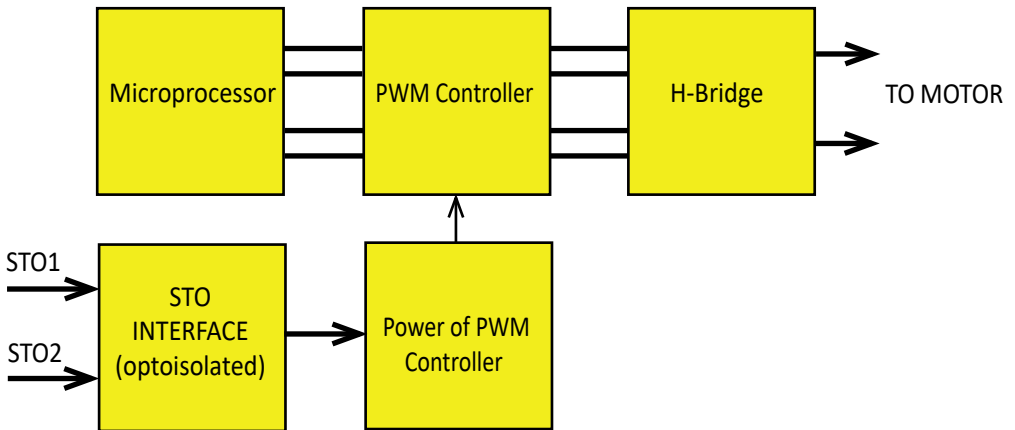 Microprocessor
PWM Controller
H-Bridge
TO MOTOR
STO1
STO2
STO
INTERFACE
(optoisolated)
Power of PWM
Controller